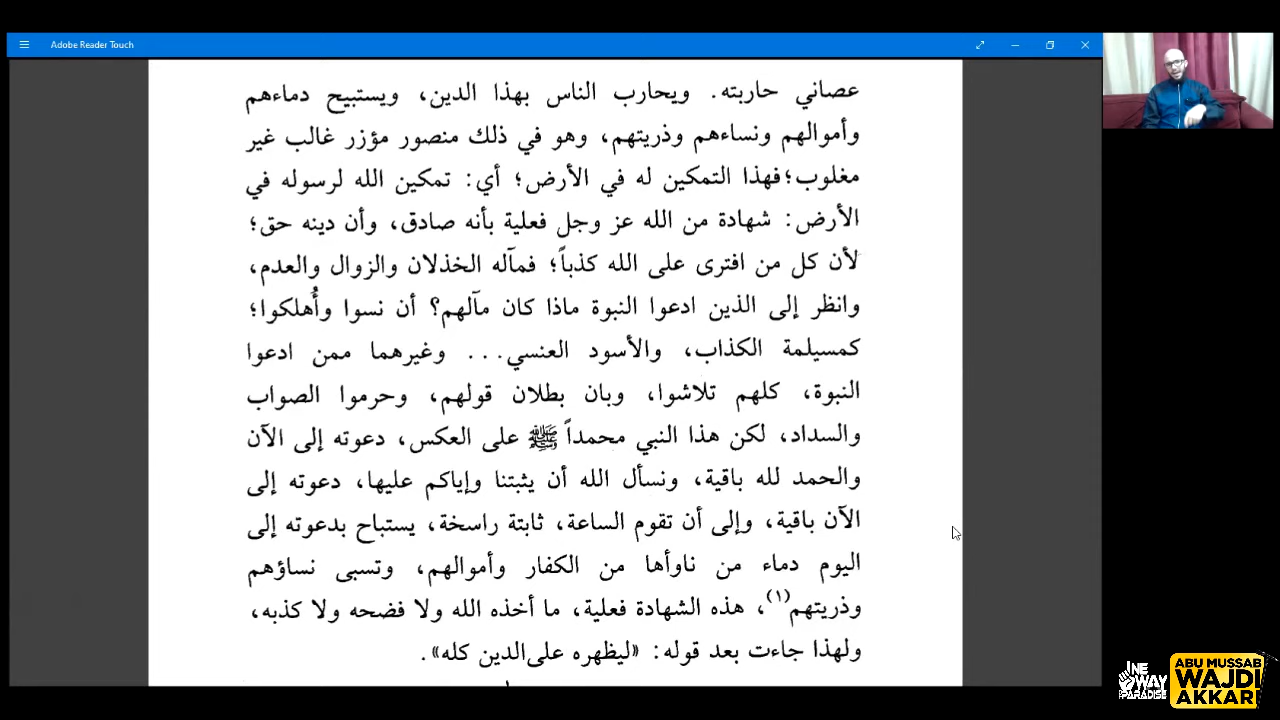 Adobe Reader Touch
عصاني حاربته. ويحارب الناس بهذا الدين، ويستبيح دماءهم
وأموالهم ونساءهم وذريتهم، وهو في ذلك منصور مؤزر غالب غير
مغلوب؛فهذا التمكين له في الأرض؛ أي: تمكين الله لرسوله في
الأرض: شهادة من الله عز وجل فعلية بأنه صادق، وأن دينه حق؛
لأن كل من افترى على الله كذباً؛ فمآله الخذلان والزوال والعدم،
وانظر إلى الذين ادعوا النبوة ماذا كان مآلهم؟ أن نسوا وأُهلكوا؛
كمسيلمة الكذاب، والأسود العنسي... وغيرهما ممن ادعوا
النبوة، كلهم تلاشوا، وبان بطلان قولهم، وحرموا الصواب
والسداد، لكن هذا النبي محمداً ﷺ على العكس، دعوته إلى الآن
والحمد لله باقية، ونسأل الله أن يثبتنا وإياكم عليها، دعوته إلى
الآن باقية، وإلى أن تقوم الساعة، ثابتة راسخة، يستباح بدعوته إلى
اليوم دماء من ناوأها من الكفار وأموالهم، وتسبى نساؤهم
وذريتهم(١)، هذه الشهادة فعلية، ما أخذه الله ولا فضحه ولا كذبه،
ولهذا جاءت بعد قوله: «ليظهره على الدين كله».
ONE WAY
TO PARADISE
ABU MUSSAB
WAJDI
AKKARI